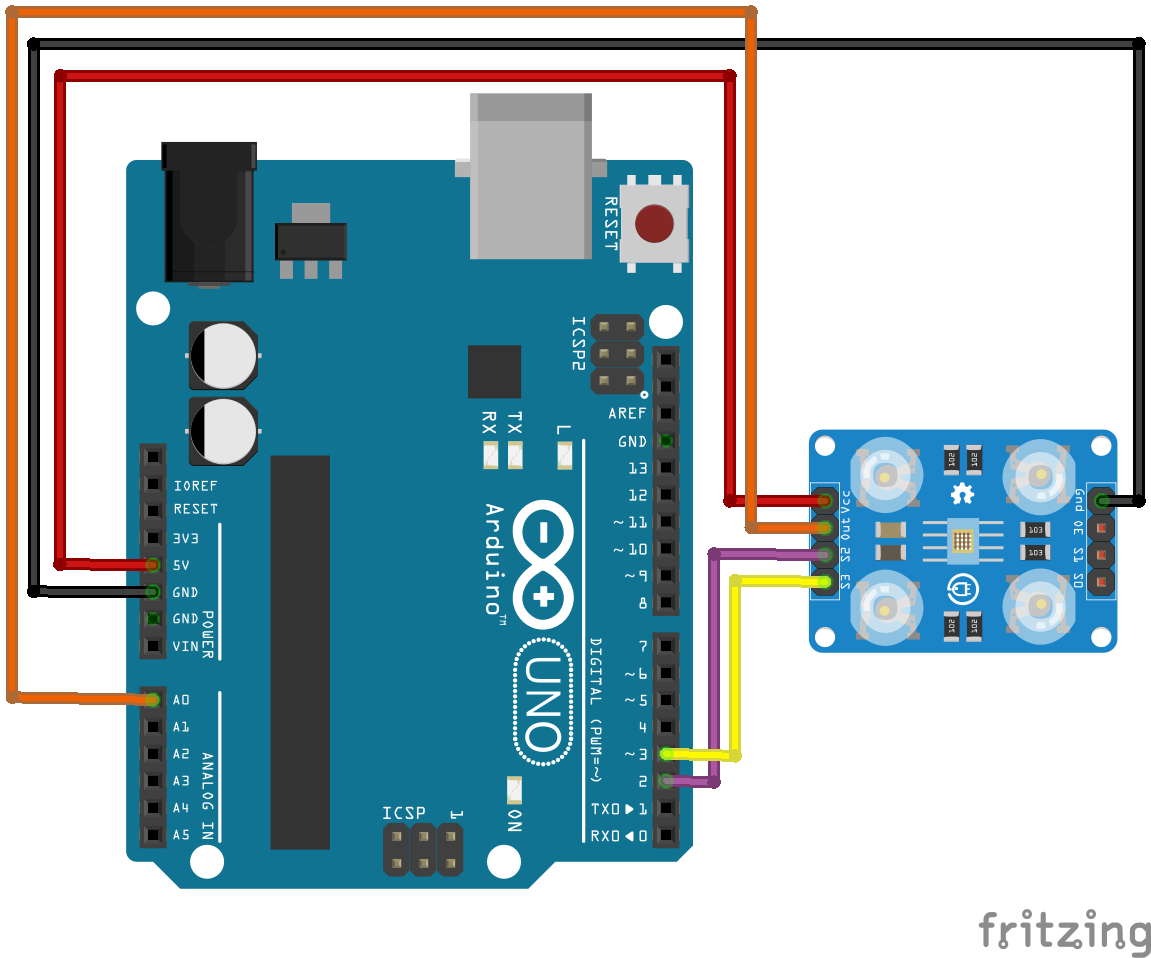 RESET
ICSP2
RX
TX
L
AREF
GND
13
12
~11
~10
~9
8
IOREF
RESET
3V3
5V
GND
GND
VIN
POWER
Arduino™
UNO
DIGITAL (PWM=~)
7
~6
~5
4
~3
2
TX0▶1
RX0◀0
A0
A1
A2
A3
A4
A5
ANALOG IN
ICSP
1
ON
Vcc
Out
S2
S3
Gnd
OE
S1
S0
102
102
103
103
102
102
fritzing